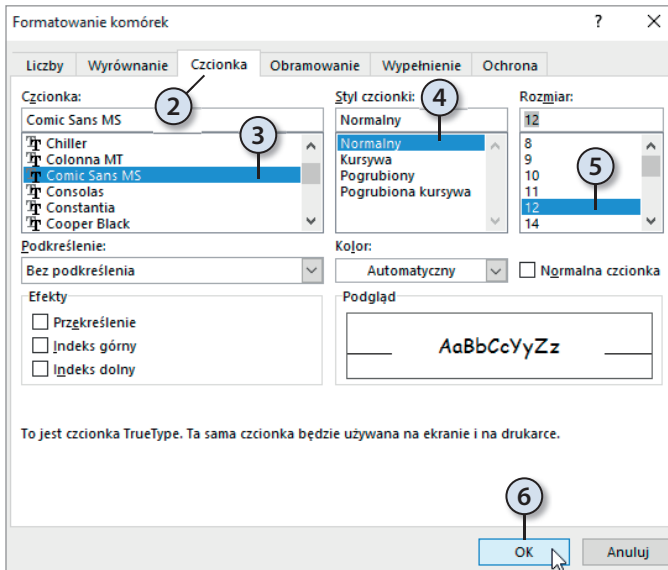 Formatowanie komórek ? ✕
Liczby Wyrównanie Czcionka Obramowanie Wypełnienie Ochrona
2
Czcionka: Styl czcionki: 4 Rozmiar:
Comic Sans MS Normalny 12
3
Chiller Normalny 8
Colonna MT Kursywa 9
Comic Sans MS Pogrubiony 10
Consolas Pogrubiona kursywa 11
5
Constantia 12
Cooper Black 14
Podkreślenie: Kolor:
Bez podkreślenia Automatyczny Normalna czcionka
Efekty Podgląd
Przekreślenie
Indeks górny AaBbCcYyZz
Indeks dolny
To jest czcionka TrueType. Ta sama czcionka będzie używana na ekranie i na drukarce.
6
OK Anuluj